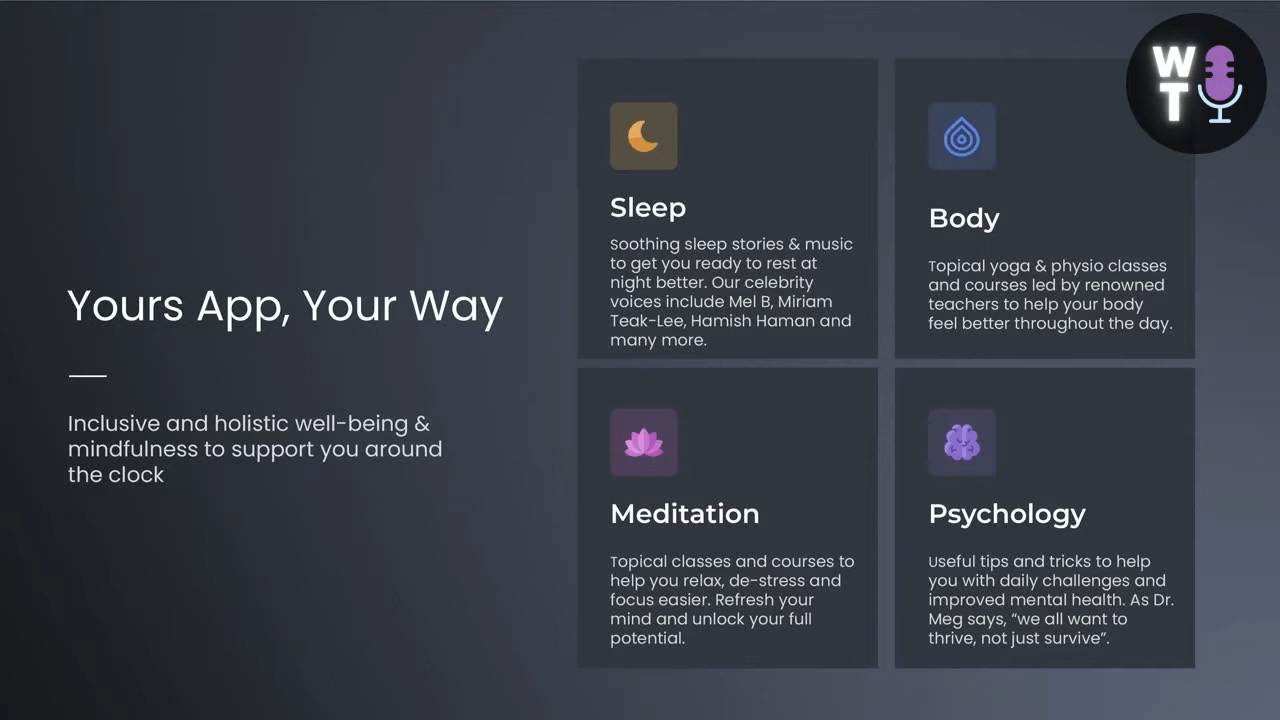 W
T
Yours App, Your Way
Inclusive and holistic well-being &
mindfulness to support you around
the clock
Sleep
Soothing sleep stories & music
to get you ready to rest at
night better. Our celebrity
voices include Mel B, Miriam
Teak-Lee, Hamish Haman and
many more.
Body
Topical yoga & physio classes
and courses led by renowned
teachers to help your body
feel better throughout the day.
Meditation
Topical classes and courses to
help you relax, de-stress and
focus easier. Refresh your
mind and unlock your full
potential.
Psychology
Useful tips and tricks to help
you with daily challenges and
improved mental health. As Dr.
Meg says, “we all want to
thrive, not just survive”.